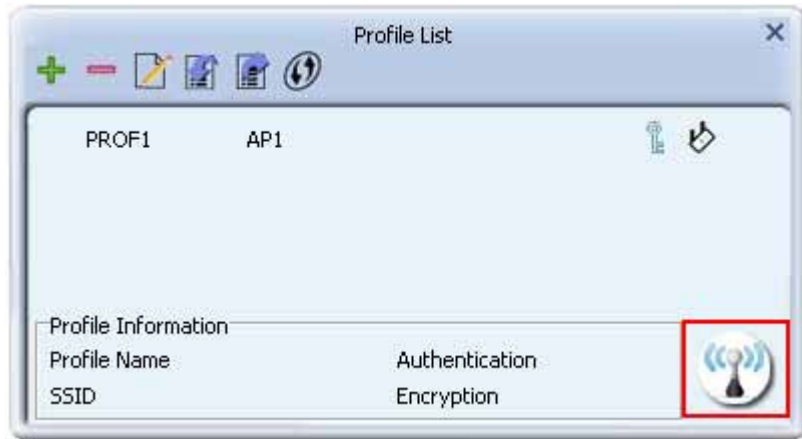 Profile List
PROF1 AP1
Profile Information
Profile Name Authentication
SSID Encryption